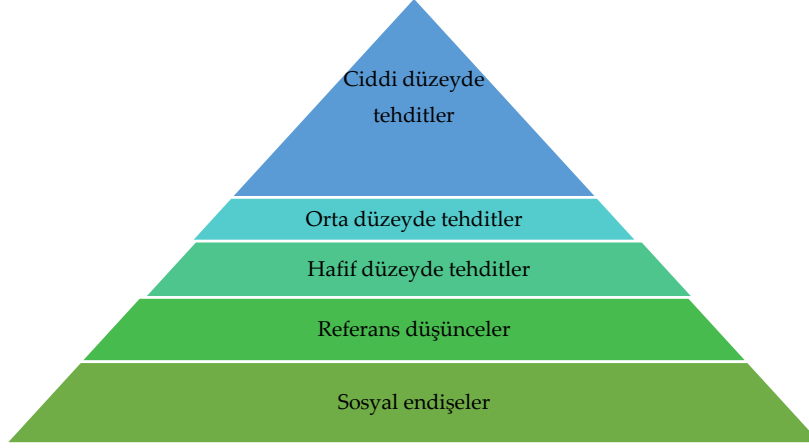 Ciddi düzeyde
tehditler
Orta düzeyde tehditler
Hafif düzeyde tehditler
Referans düşünceler
Sosyal endişeler